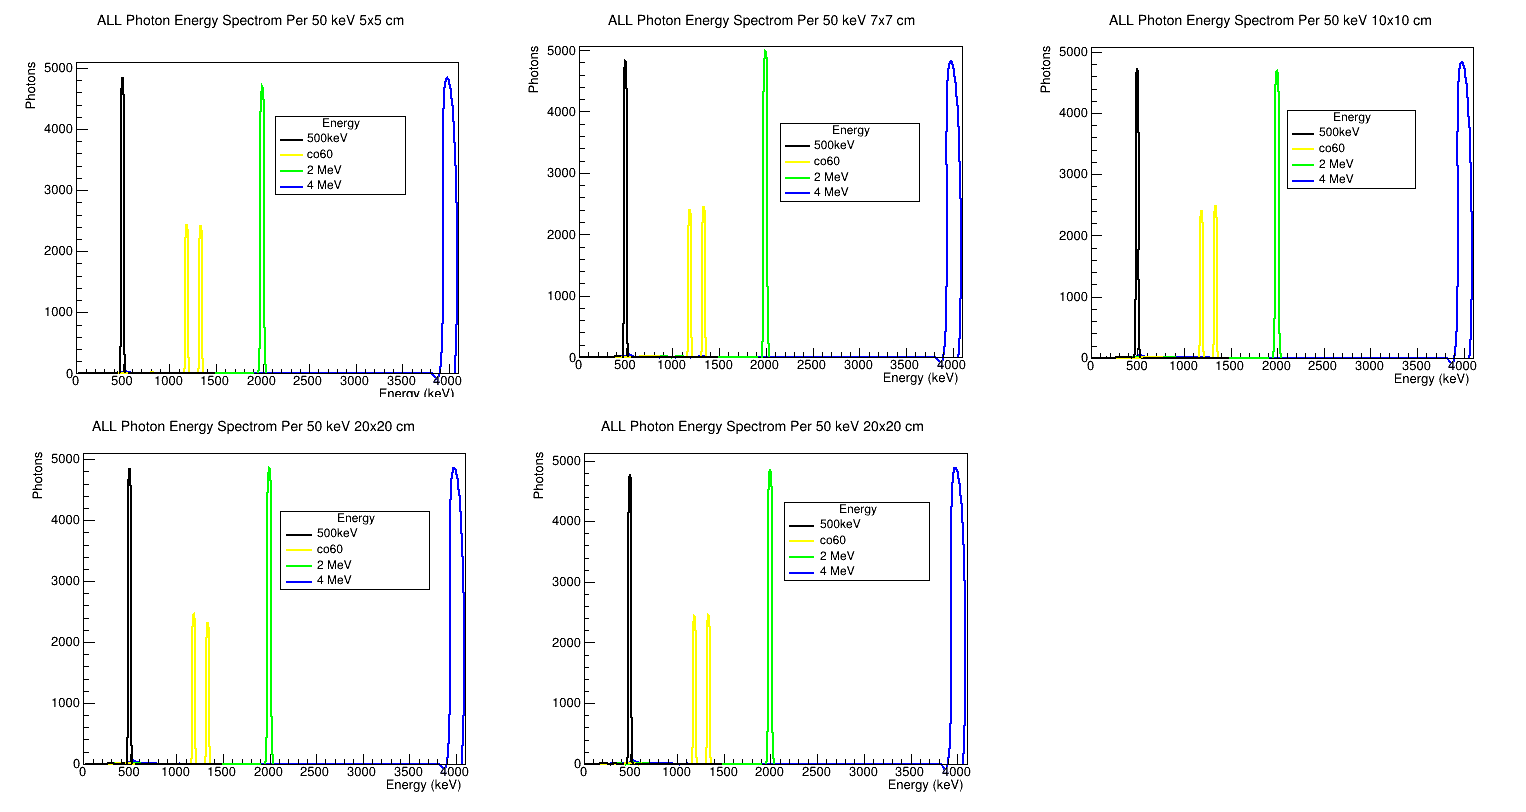 ALL Photon Energy Spectrom Per 50 keV 5x5 cm
Photons
5000
4000
3000
2000
1000
0
Energy
500keV
co60
2 MeV
4 MeV
0 500 1000 1500 2000 2500 3000 3500 4000
Energy (keV)
ALL Photon Energy Spectrom Per 50 keV 7x7 cm
Photons
5000
4000
3000
2000
1000
0
Energy
500keV
co60
2 MeV
4 MeV
0 500 1000 1500 2000 2500 3000 3500 4000
Energy (keV)
ALL Photon Energy Spectrom Per 50 keV 10x10 cm
Photons
5000
4000
3000
2000
1000
0
Energy
500keV
co60
2 MeV
4 MeV
0 500 1000 1500 2000 2500 3000 3500 4000
Energy (keV)
ALL Photon Energy Spectrom Per 50 keV 20x20 cm
Photons
5000
4000
3000
2000
1000
0
Energy
500keV
co60
2 MeV
4 MeV
0 500 1000 1500 2000 2500 3000 3500 4000
Energy (keV)
ALL Photon Energy Spectrom Per 50 keV 20x20 cm
Photons
5000
4000
3000
2000
1000
0
Energy
500keV
co60
2 MeV
4 MeV
0 500 1000 1500 2000 2500 3000 3500 4000
Energy (keV)